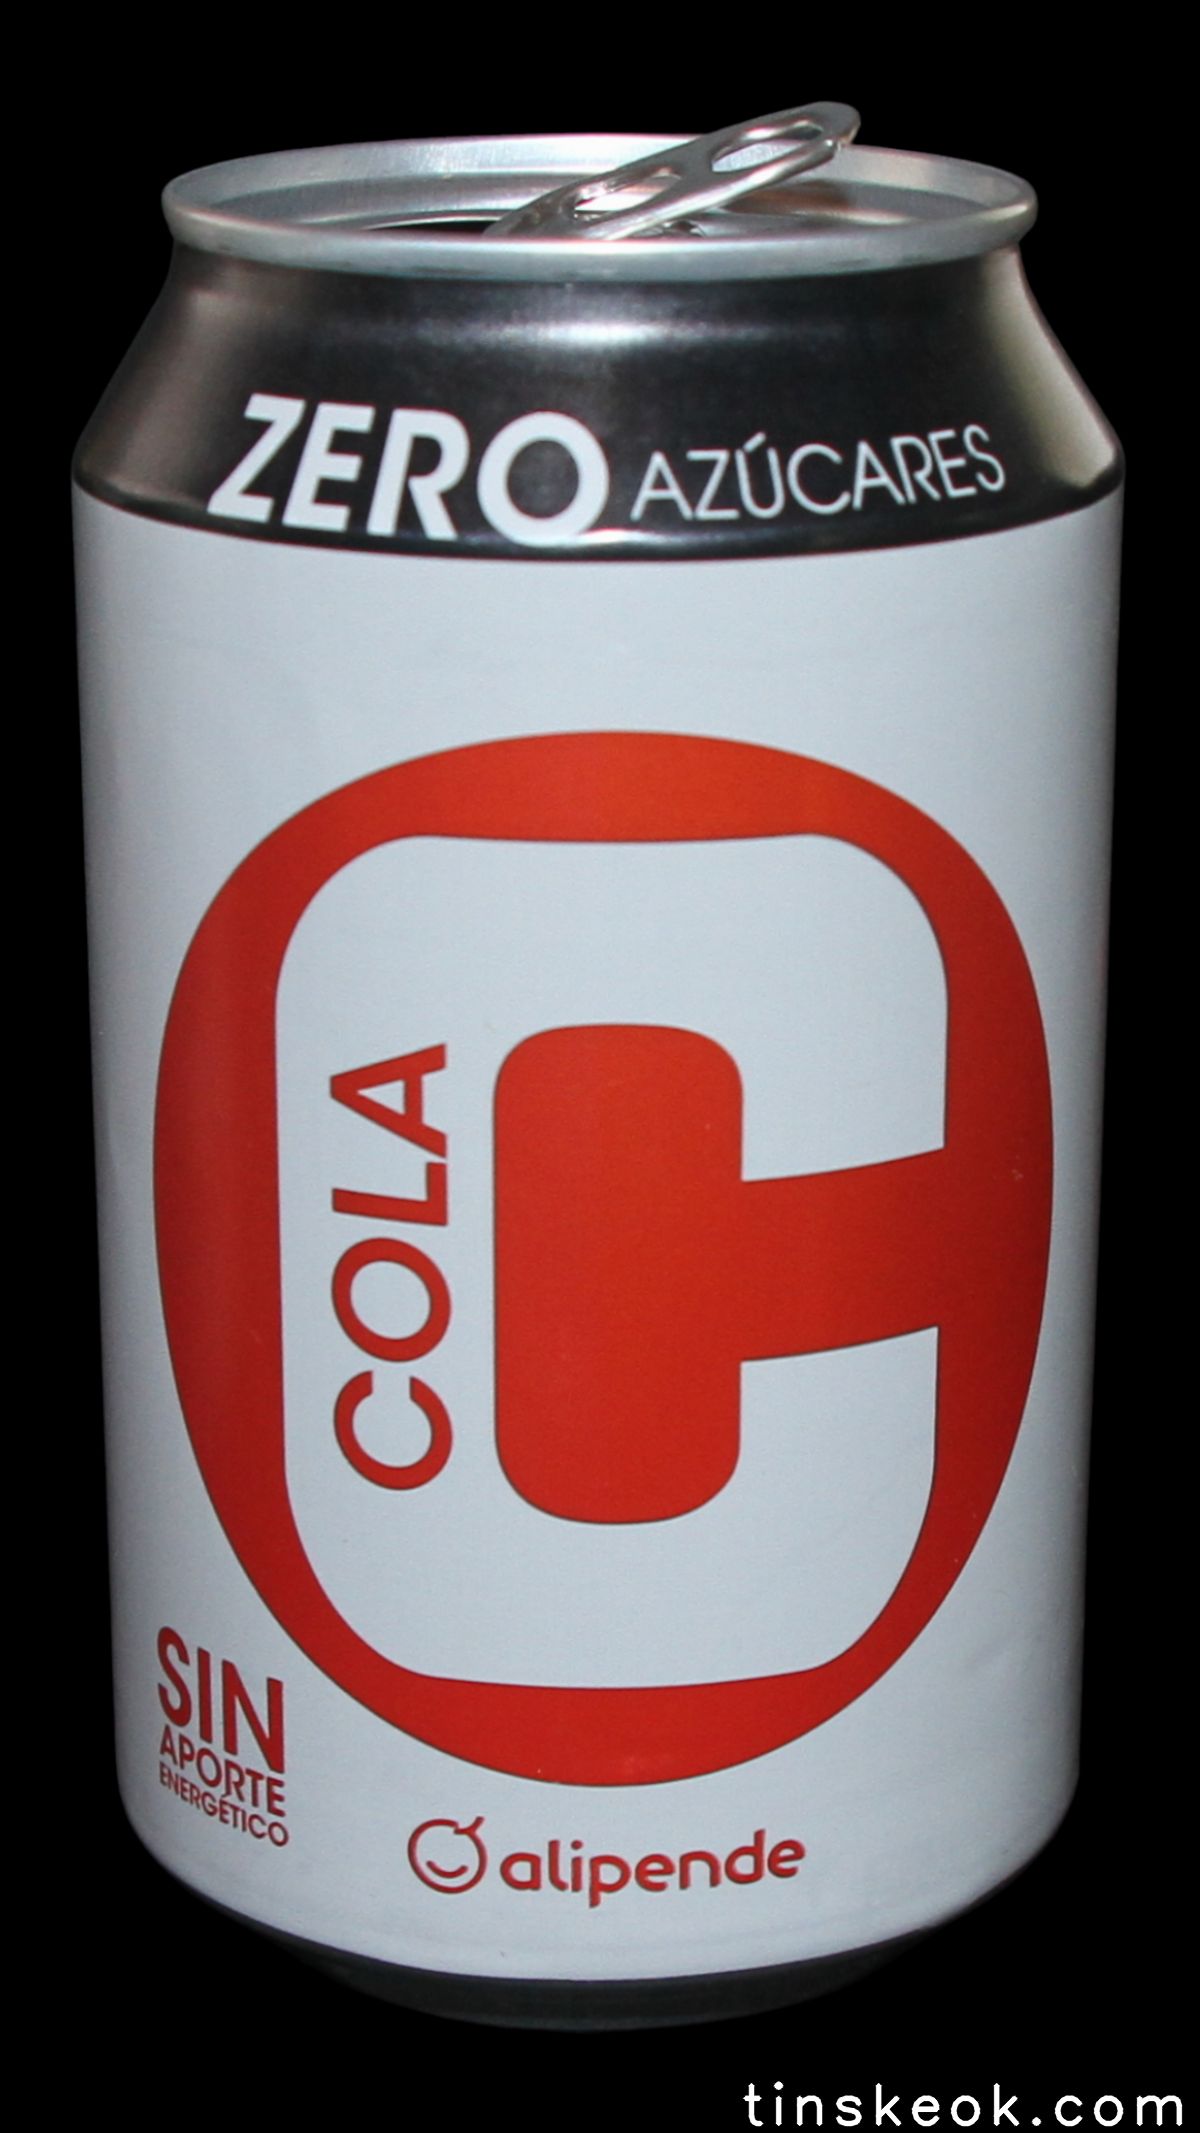 ZERO AZÚCARES
COLA
SIN
APORTE
ENERGÉTICO
alipende
tinskeok.com